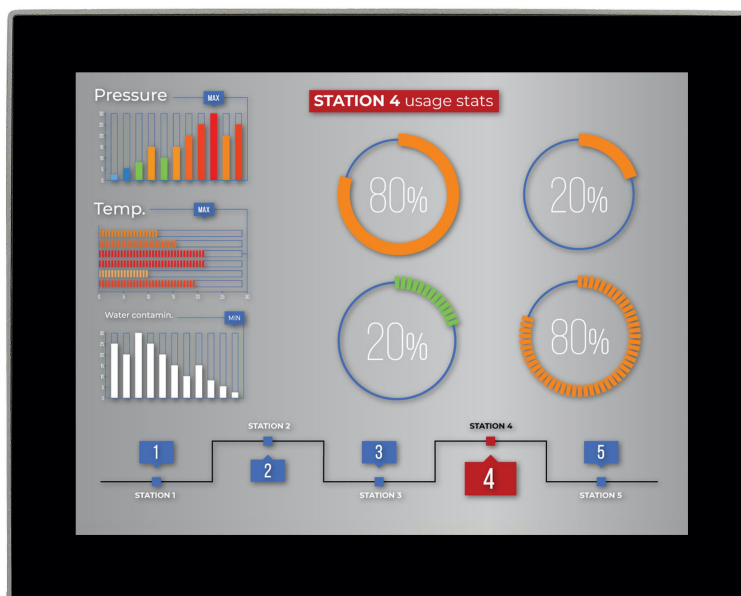 Pressure
MAX
STATION 4 usage stats
80%
20%
Temp.
MAX
Water contamin.
MIN
20%
80%
STATION 2
STATION 4
1
3
5
2
4
STATION 1
STATION 3
STATION 5